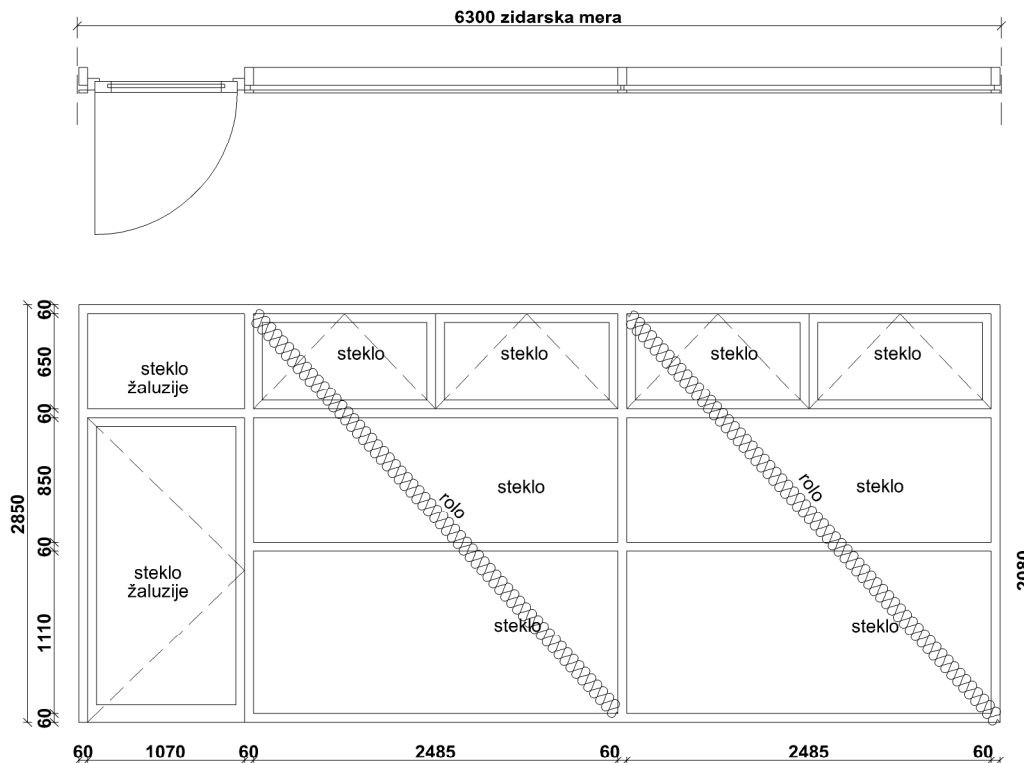 6300 zidarska mera
60
650
60
850
60
1110
60
2850
steklo
žaluzije
steklo
steklo
steklo
steklo
rolo
steklo
rolo
steklo
steklo
žaluzije
steklo
steklo
2080
60
1070
60
2485
60
2485
60